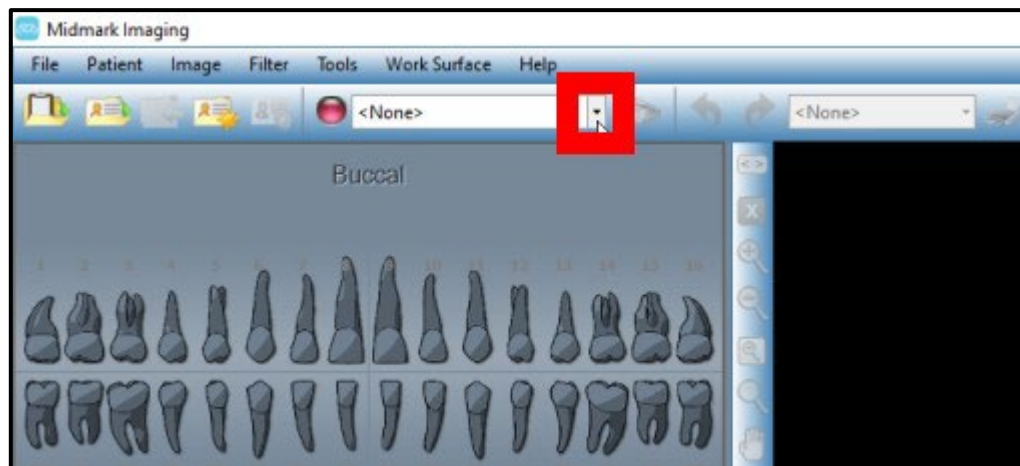 Midmark Imaging
File Patient Image Filter Tools Work Surface Help
<None> <None>
Buccal
1 2 3 4 5 6 7 8 9 10 11 12 13 14 15 16